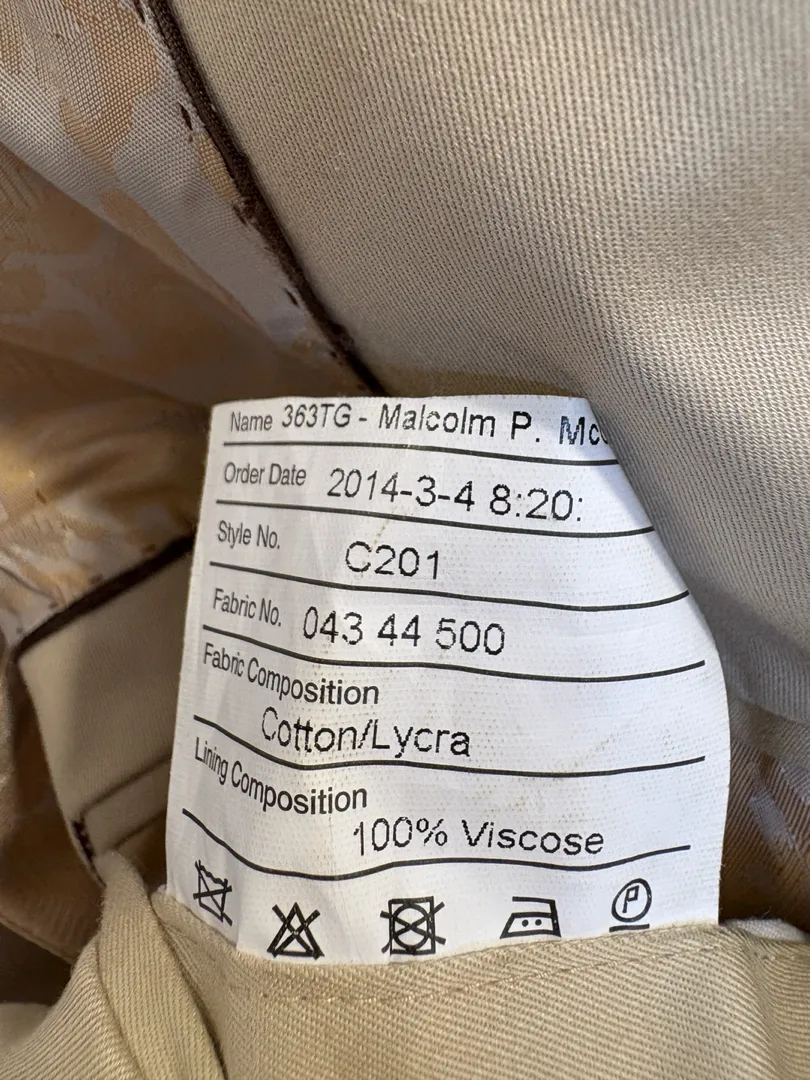 Name 363TG - Malcolm P.
Order Date 2014-3-4 8:20:
Style No. C201
Fabric No. 043 44 500
Fabric Composition
Cotton/Lycra
Lining Composition
100% Viscose
P